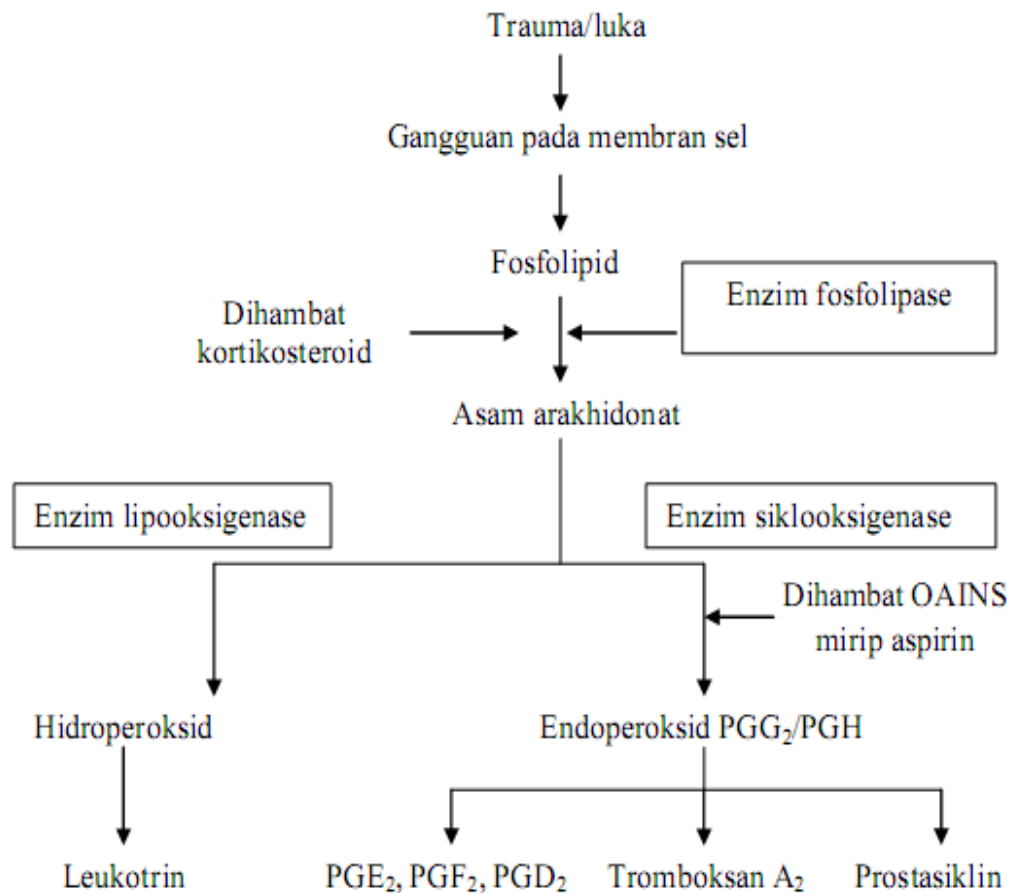 Trauma/luka
Gangguan pada membran sel
Fosfolipid
Enzim fosfolipase
Dihambat
kortikosteroid
Asam arakhidonat
Enzim lipooksigenase
Enzim siklooksigenase
Dihambat OAINS
mirip aspirin
Hidroperoksid
Endoperoksid PGG₂/PGH
Leukotrin
PGE₂, PGF₂, PGD₂
Tromboksan A₂
Prostasiklin